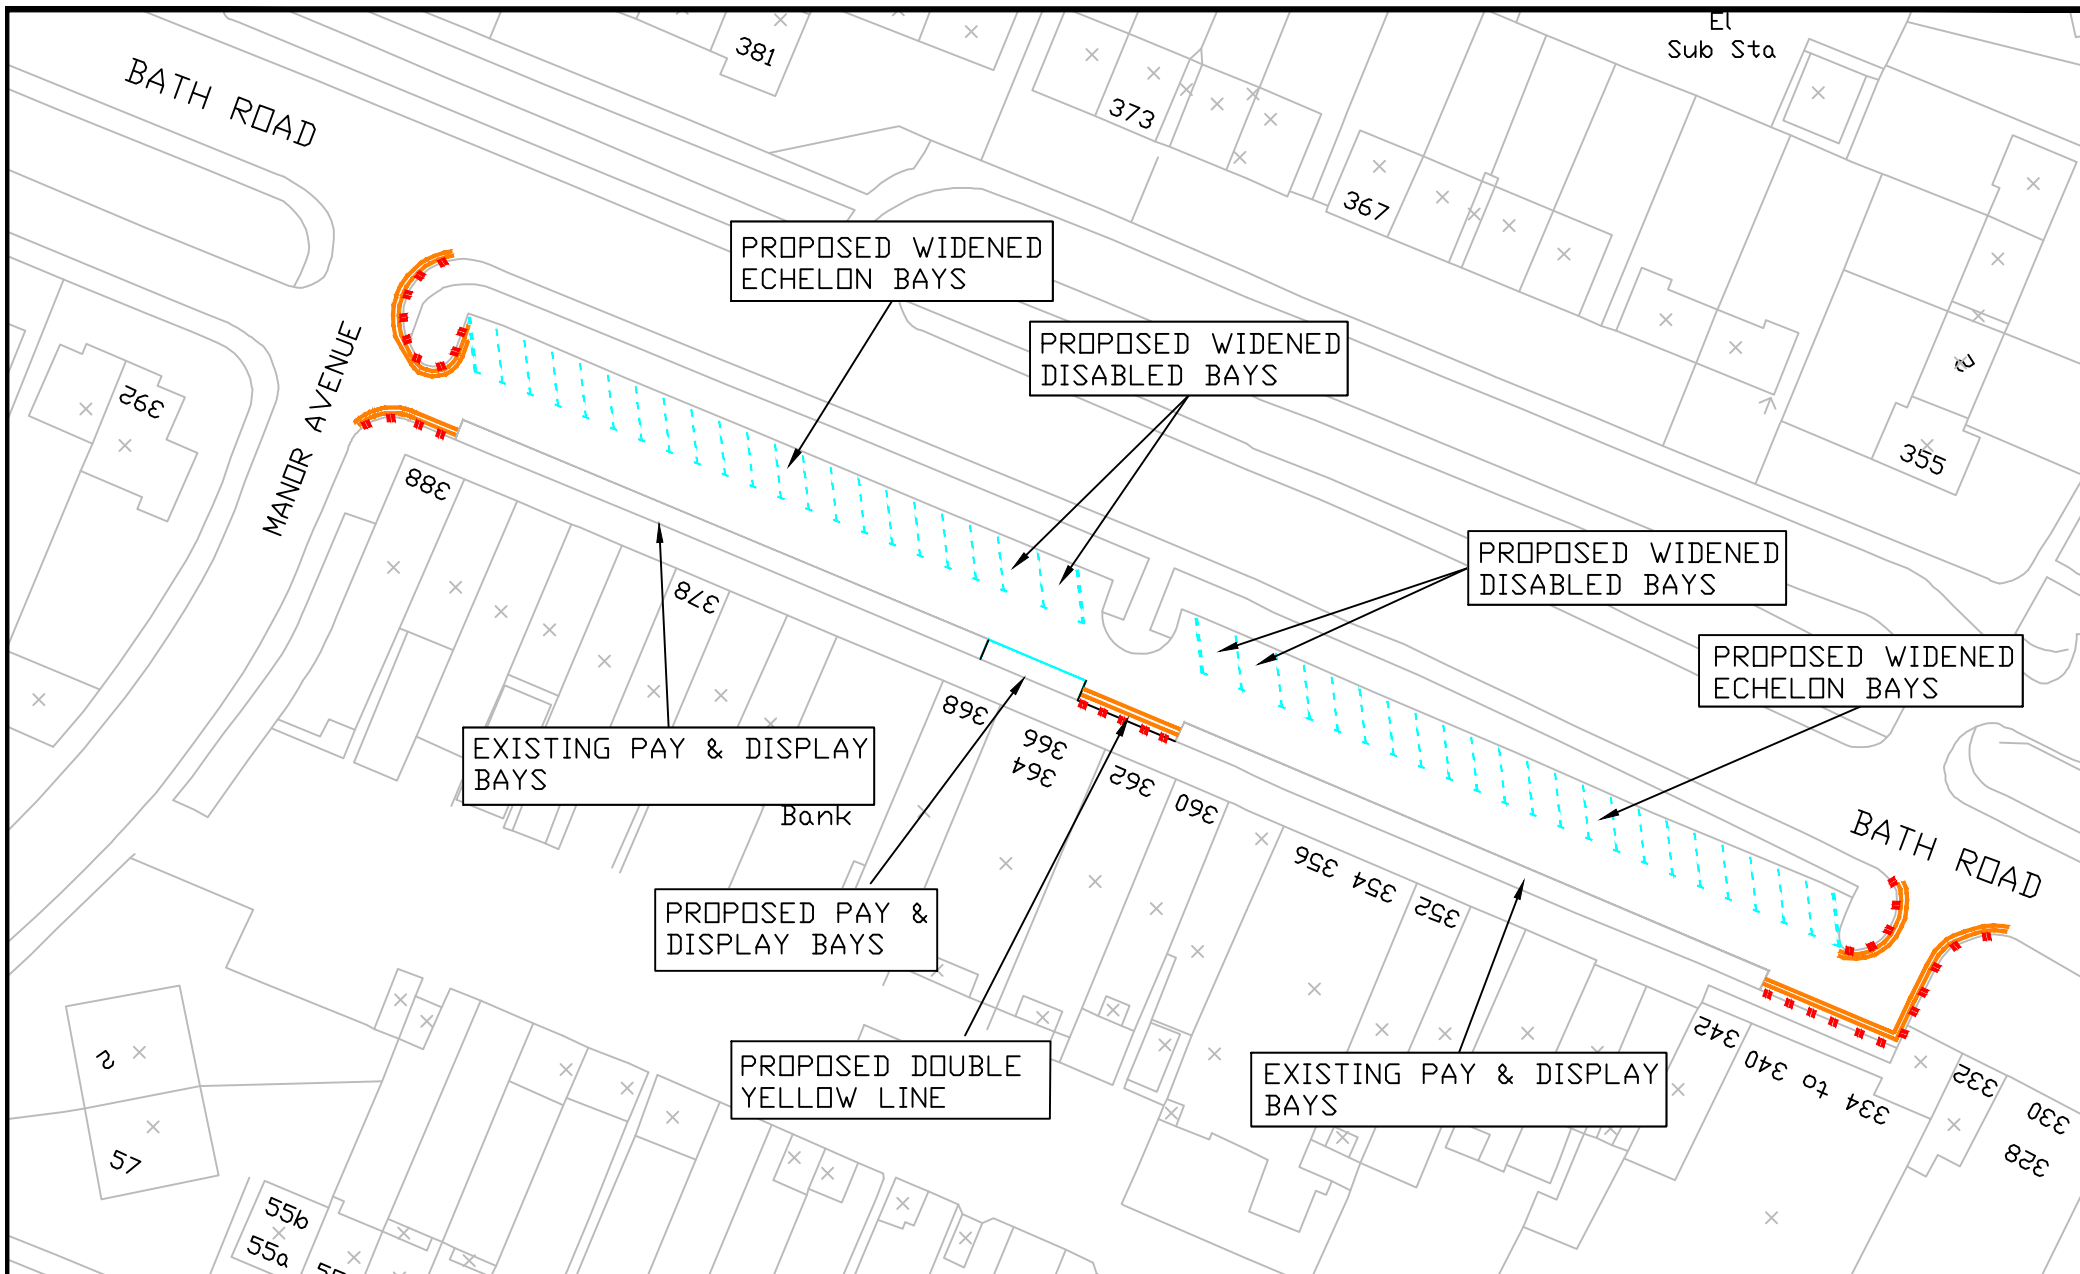 El
Sub Sta
381
BATH ROAD
373
367
PROPOSED WIDENED
ECHELON BAYS
PROPOSED WIDENED
DISABLED BAYS
2
392
MANOR AVENUE
355
388
PROPOSED WIDENED
DISABLED BAYS
378
PROPOSED WIDENED
ECHELON BAYS
368
366
364
362
360
EXISTING PAY & DISPLAY
BAYS
Bank
BATH ROAD
356
354
352
PROPOSED PAY &
DISPLAY BAYS
342
334 to 340
332
330
328
PROPOSED DOUBLE
YELLOW LINE
EXISTING PAY & DISPLAY
BAYS
2
57
55b
55a